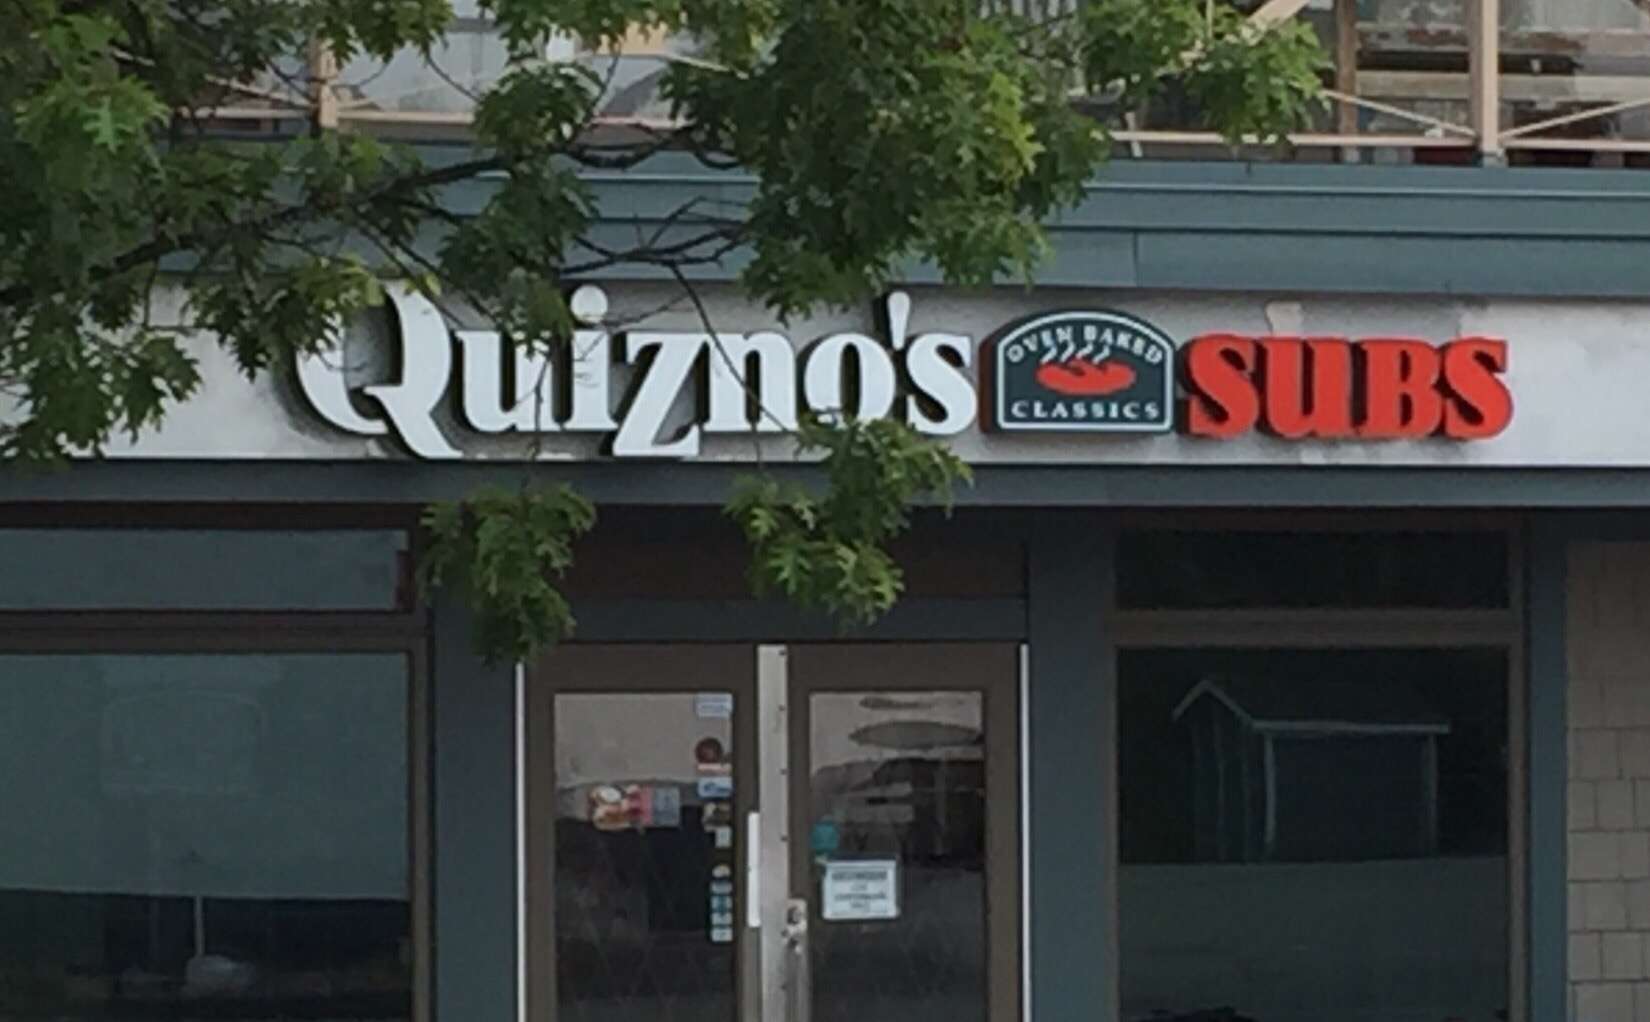 Quizno's
OVEN BAKED
CLASSICS
SUBS